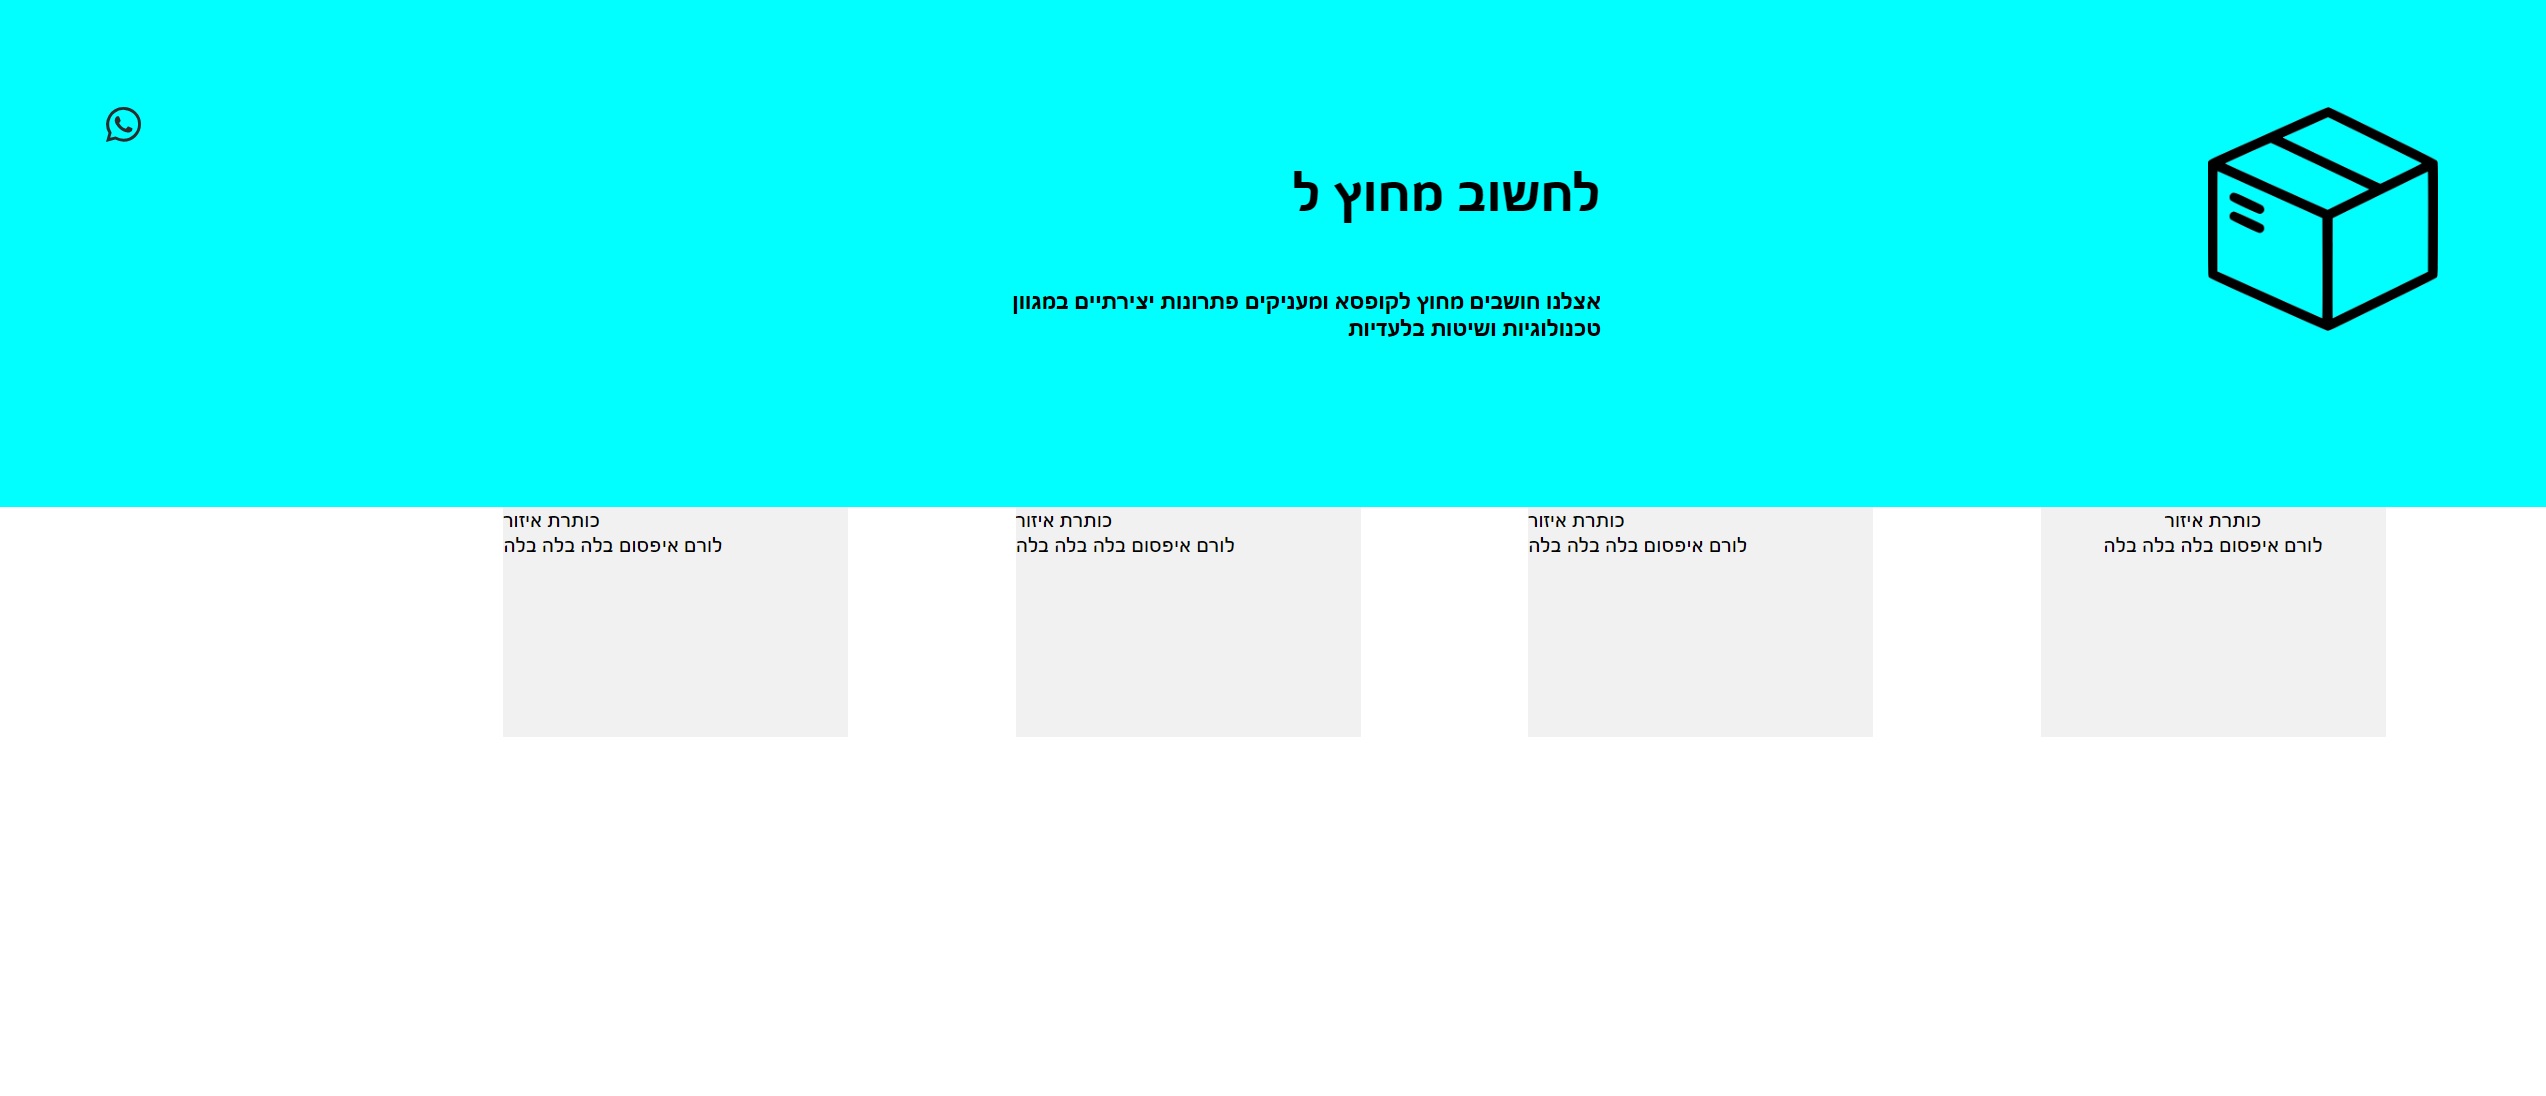 לחשוב מחוץ ל
אצלנו חושבים מחוץ לקופסא ומעניקים פתרונות יצירתיים במגוון
טכנולוגיות ושיטות בלעדיות
כותרת איזור
לורם איפסום בלה בלה בלה
כותרת איזור
לורם איפסום בלה בלה בלה
כותרת איזור
לורם איפסום בלה בלה בלה
כותרת איזור
לורם איפסום בלה בלה בלה